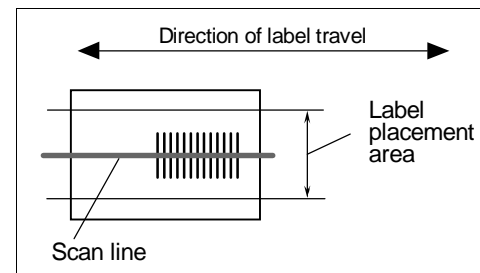 Direction of label travel
Label
placement
area
Scan line